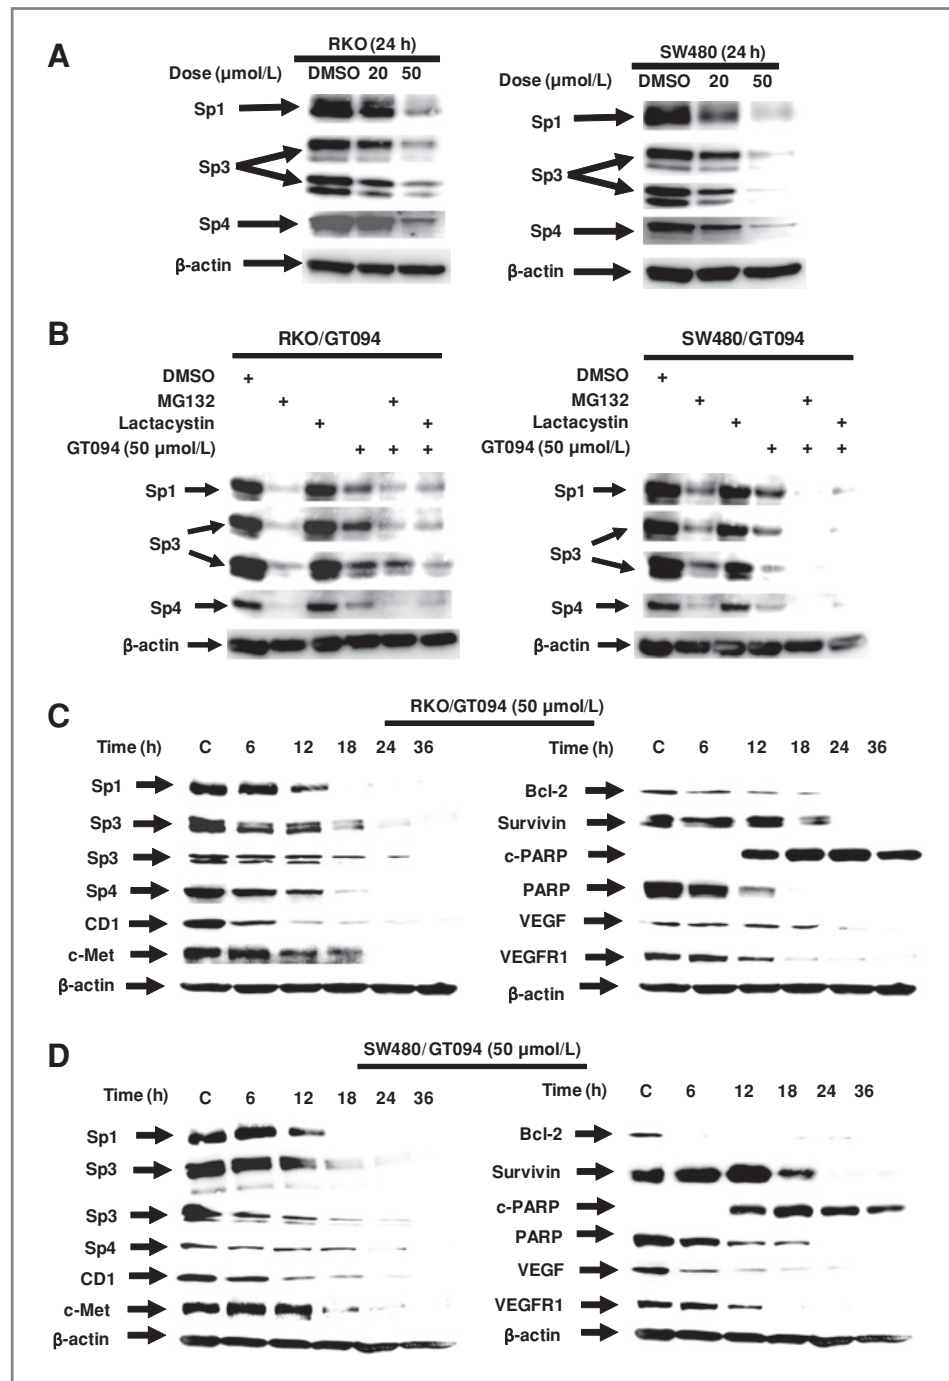 A
RKO (24 h)
Dose (µmol/L) DMSO 20 50
Sp1
Sp3
Sp4
β-actin
SW480 (24 h)
Dose (µmol/L) DMSO 20 50
Sp1
Sp3
Sp4
β-actin
B
RKO/GT094
DMSO +
MG132 + +
Lactacystin + +
GT094 (50 µmol/L) + + +
Sp1
Sp3
Sp4
β-actin
SW480/GT094
DMSO +
MG132 + +
Lactacystin + +
GT094 (50 µmol/L) + + +
Sp1
Sp3
Sp4
β-actin
C
RKO/GT094 (50 µmol/L)
Time (h) C 6 12 18 24 36
Sp1
Sp3
Sp3
Sp4
CD1
c-Met
β-actin
Time (h) C 6 12 18 24 36
Bcl-2
Survivin
c-PARP
PARP
VEGF
VEGFR1
β-actin
D
SW480/GT094 (50 µmol/L)
Time (h) C 6 12 18 24 36
Sp1
Sp3
Sp3
Sp4
CD1
c-Met
β-actin
Time (h) C 6 12 18 24 36
Bcl-2
Survivin
c-PARP
PARP
VEGF
VEGFR1
β-actin